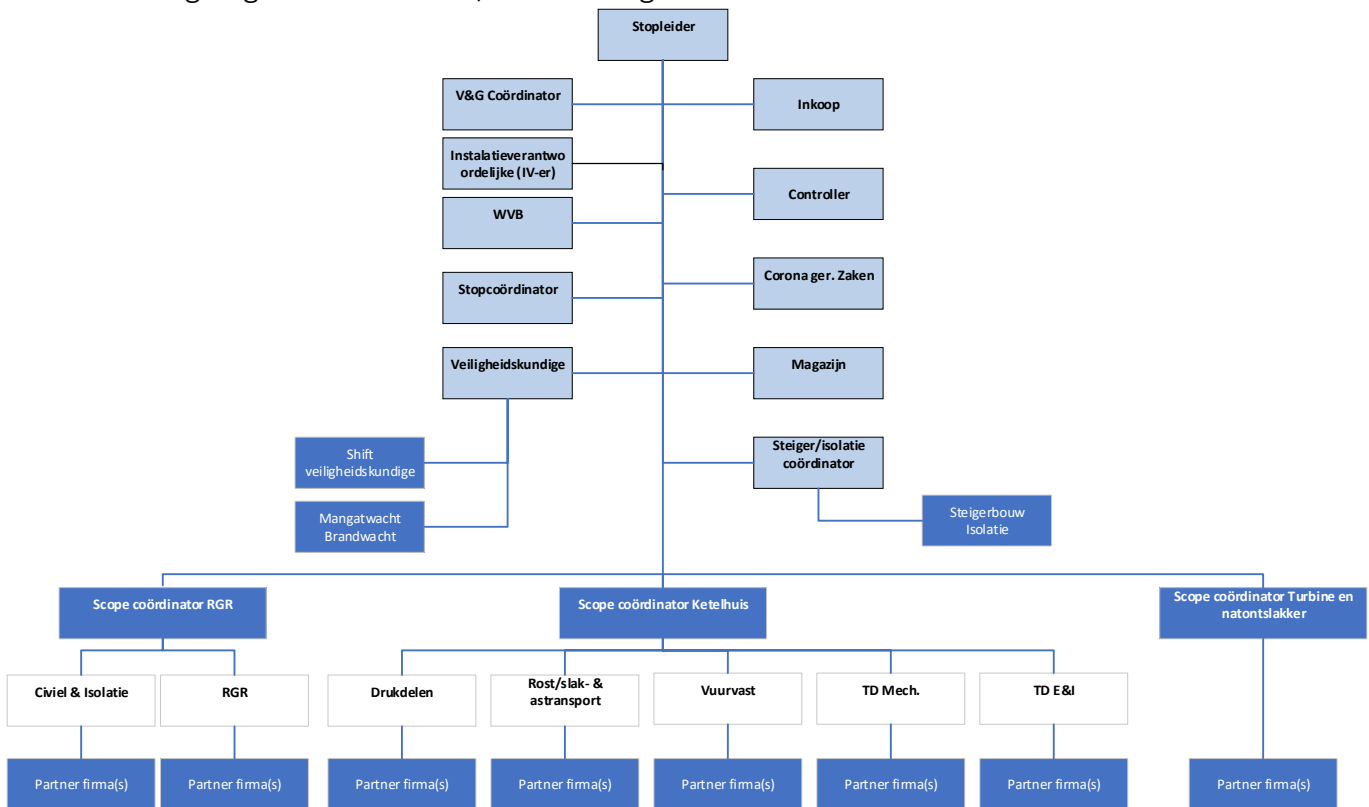 Stopleider
V&G Coördinator
Inkoop
Instalatieverantwo
ordelijke (IV-er)
Controller
WVB
Corona ger. Zaken
Stopcoördinator
Veiligheidskundige
Magazijn
Shift
veiligheidskundige
Steiger/isolatie
coördinator
Mangatwacht
Brandwacht
Steigerbouw
Isolatie
Scope coördinator RGR
Scope coördinator Ketelhuis
Scope coördinator Turbine en
natontslakker
Civiel & Isolatie
RGR
Drukdelen
Rost/slak- &
astransport
Vuurvast
TD Mech.
TD E&I
Partner firma(s)
Partner firma(s)
Partner firma(s)
Partner firma(s)
Partner firma(s)
Partner firma(s)
Partner firma(s)
Partner firma(s)